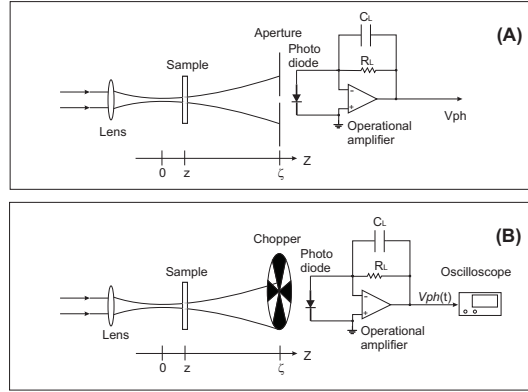 (A)
Aperture
Sample
Photo
diode
CL
RL
Lens
Operational
amplifier
Vph
0
z
ζ
Z
(B)
Chopper
Sample
Photo
diode
CL
RL
Oscilloscope
Vph(t)
Lens
Operational
amplifier
0
z
ζ
Z